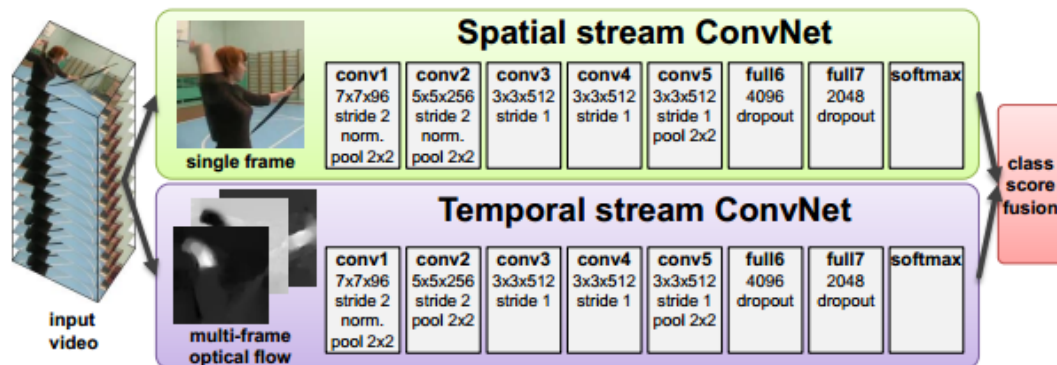 Spatial stream ConvNet
single frame
conv1
7x7x96
stride 2
norm.
pool 2x2
conv2
5x5x256
stride 2
norm.
pool 2x2
conv3
3x3x512
stride 1
conv4
3x3x512
stride 1
conv5
3x3x512
stride 1
pool 2x2
full6
4096
dropout
full7
2048
dropout
softmax
Temporal stream ConvNet
input
video
multi-frame
optical flow
conv1
7x7x96
stride 2
norm.
pool 2x2
conv2
5x5x256
stride 2
pool 2x2
conv3
3x3x512
stride 1
conv4
3x3x512
stride 1
conv5
3x3x512
stride 1
pool 2x2
full6
4096
dropout
full7
2048
dropout
softmax
class
score
fusion